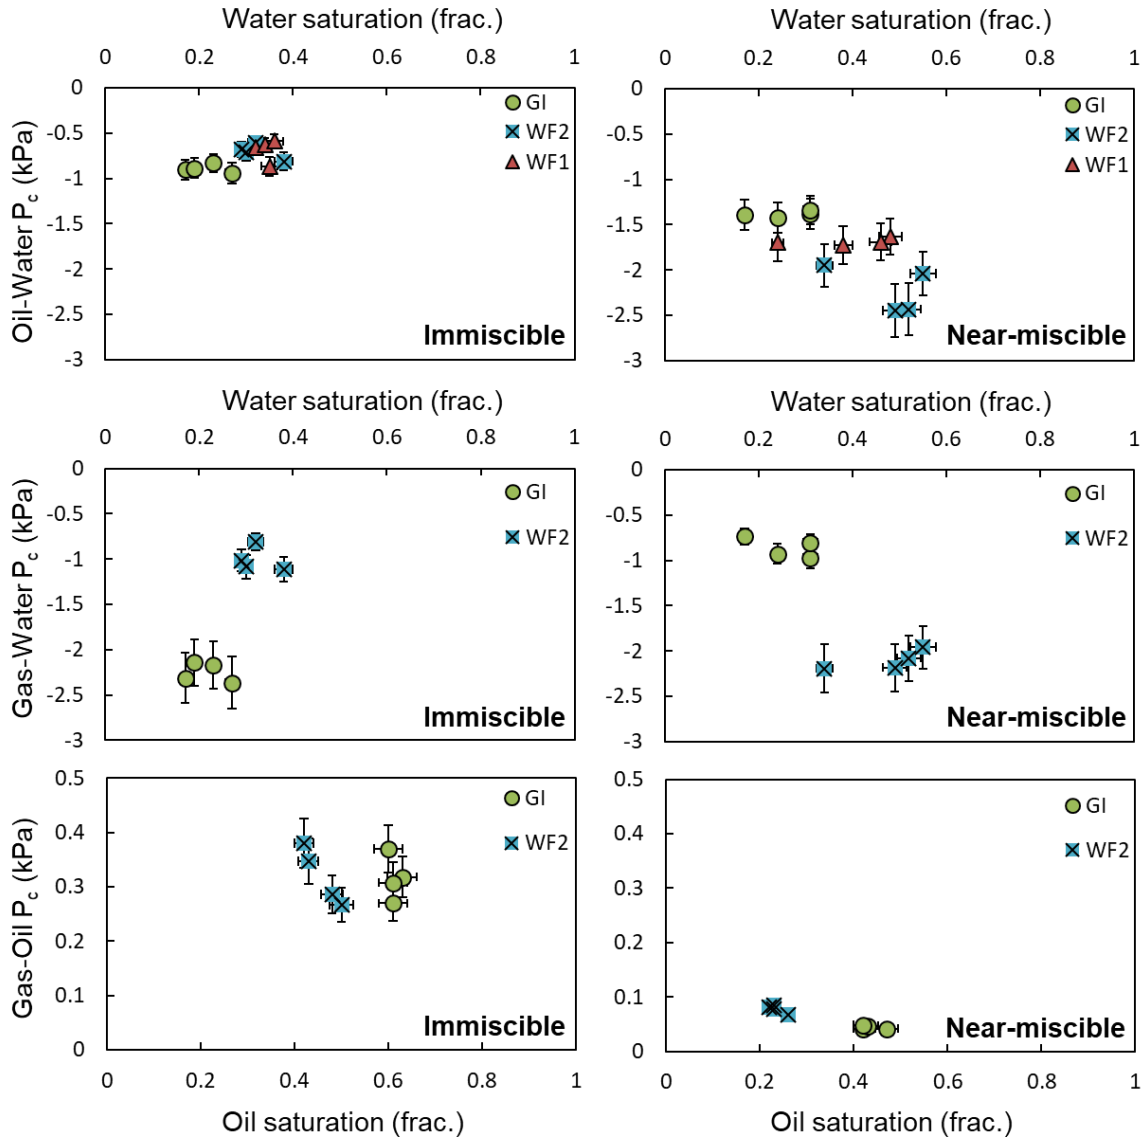 Water saturation (frac.)
0 0.2 0.4 0.6 0.8 1
Oil-Water Pc (kPa)
0
-0.5
-1
-1.5
-2
-2.5
-3
GI
WF2
WF1
Immiscible
Water saturation (frac.)
0 0.2 0.4 0.6 0.8 1
0
-0.5
-1
-1.5
-2
-2.5
-3
GI
WF2
WF1
Near-miscible
Water saturation (frac.)
0 0.2 0.4 0.6 0.8 1
Gas-Water Pc (kPa)
0
-0.5
-1
-1.5
-2
-2.5
-3
GI
WF2
Immiscible
Water saturation (frac.)
0 0.2 0.4 0.6 0.8 1
0
-0.5
-1
-1.5
-2
-2.5
-3
GI
WF2
Near-miscible
Gas-Oil Pc (kPa)
0.5
0.4
0.3
0.2
0.1
0
GI
WF2
Immiscible
0 0.2 0.4 0.6 0.8 1
Oil saturation (frac.)
0.5
0.4
0.3
0.2
0.1
0
GI
WF2
Near-miscible
0 0.2 0.4 0.6 0.8 1
Oil saturation (frac.)